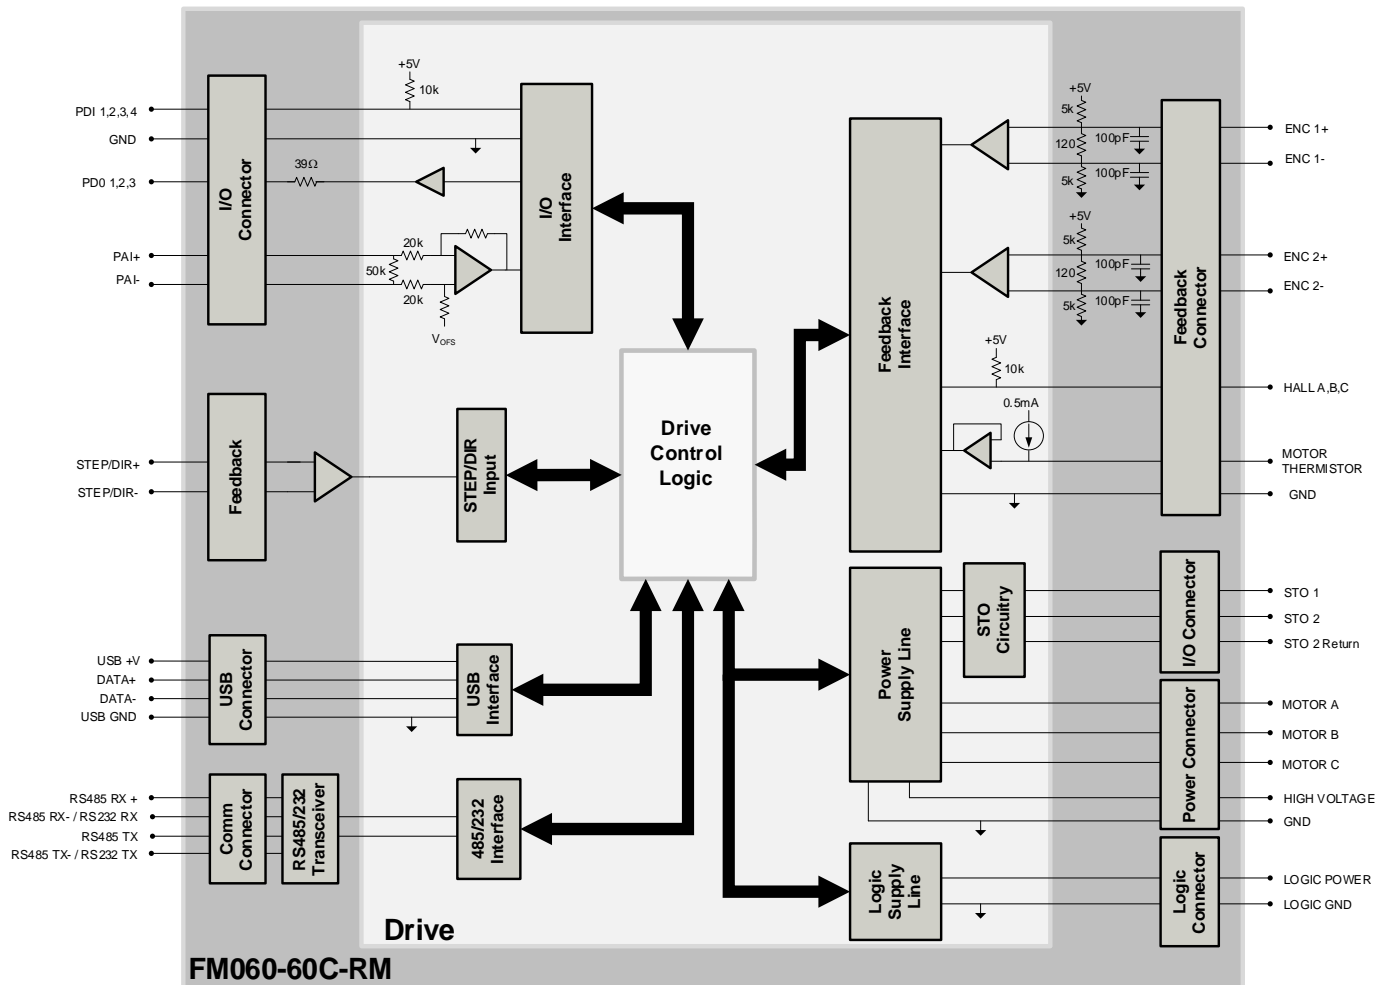 PDI 1,2,3,4
GND
PD0 1,2,3
PAI+
PAI-
I/O
Connector
+5V
10k
39Ω
20k
50k
20k
V_OFS
I/O
Interface
STEP/DIR+
STEP/DIR-
Feedback
STEP/DIR
Input
USB +V
DATA+
DATA-
USB GND
USB
Connector
USB
Interface
RS485 RX +
RS485 RX- / RS232 RX
RS485 TX
RS485 TX- / RS232 TX
Comm
Connector
RS485/232
Transceiver
485/232
Interface
Drive
Control
Logic
Feedback
Interface
+5V
5k
120
5k
100pF
100pF
+5V
5k
120
5k
100pF
100pF
+5V
10k
0.5mA
Feedback
Connector
ENC 1+
ENC 1-
ENC 2+
ENC 2-
HALL A,B,C
MOTOR
THERMISTOR
GND
Power
Supply Line
STO
Circuitry
I/O Connector
STO 1
STO 2
STO 2 Return
Power Connector
MOTOR A
MOTOR B
MOTOR C
HIGH VOLTAGE
GND
Logic
Supply
Line
Logic
Connector
LOGIC POWER
LOGIC GND
Drive
FM060-60C-RM